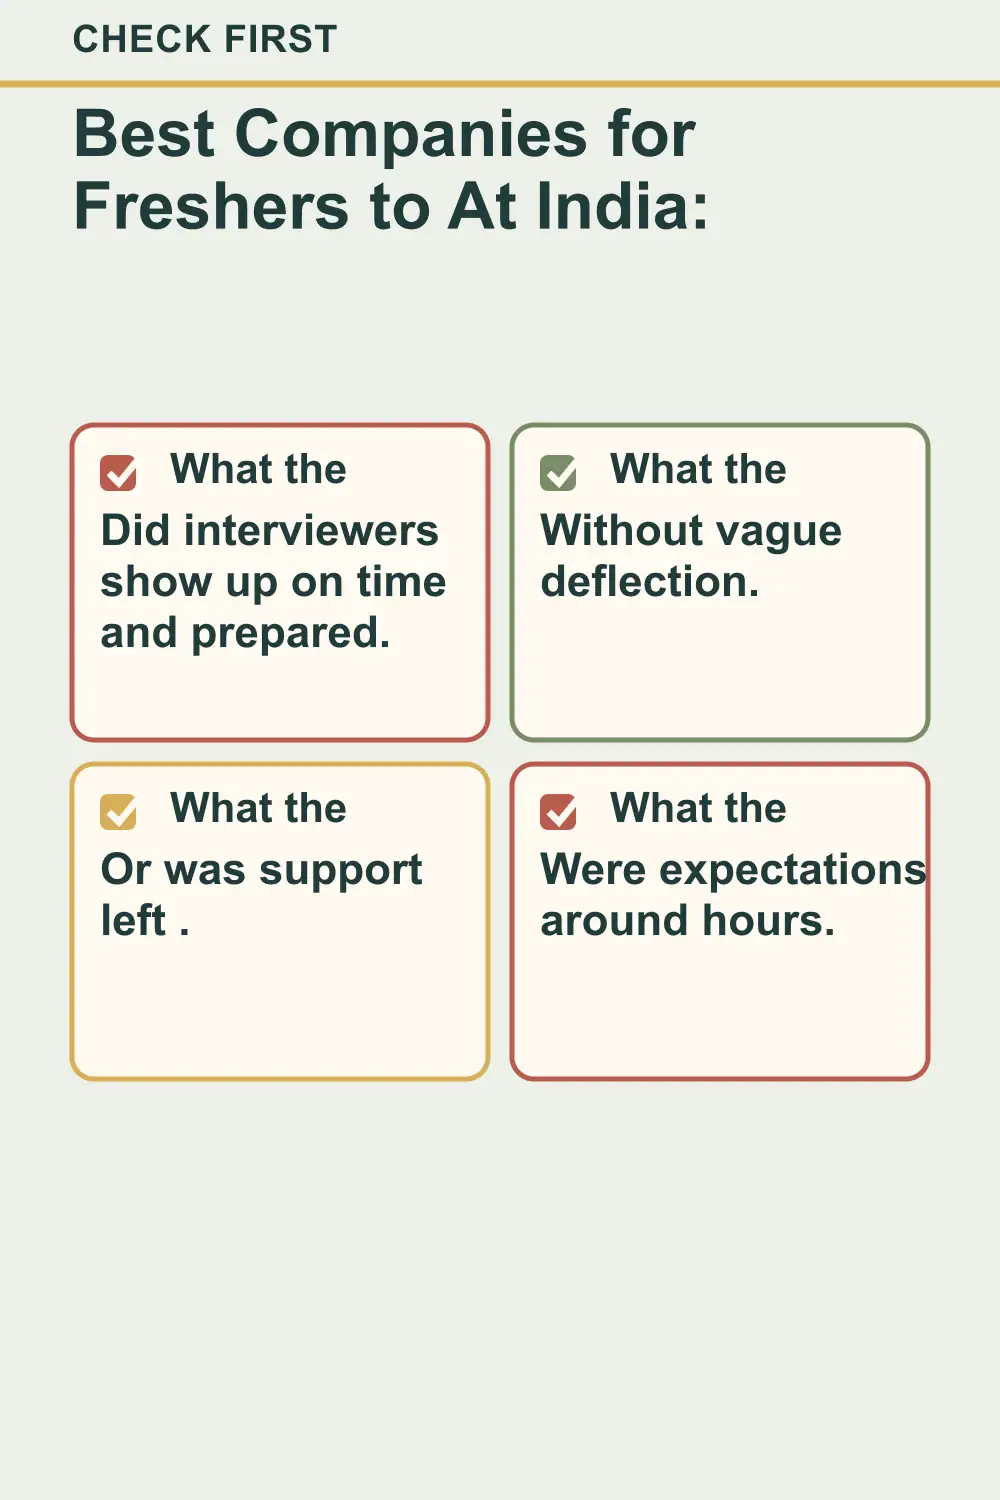 CHECK FIRST
Best Companies for
Freshers to At India:
What the
Did interviewers
show up on time
and prepared.
What the
Without vague
deflection.
What the
Or was support
left .
What the
Were expectations
around hours.